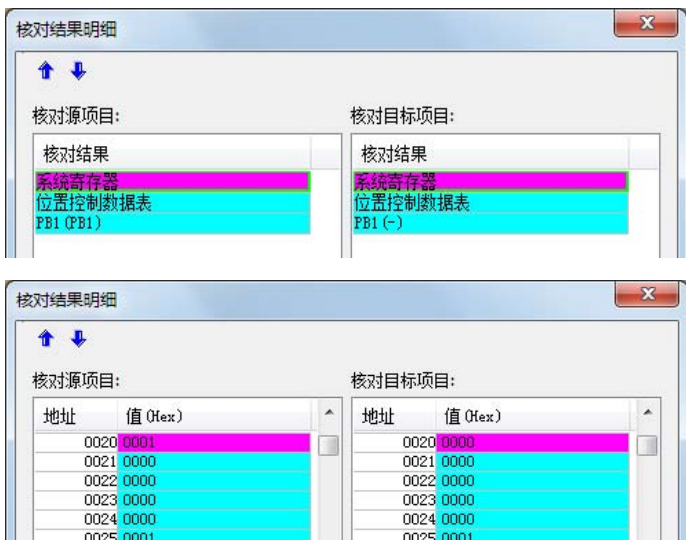 核对结果明细
核对源项目:
核对目标项目:
核对结果
核对结果
系统寄存器
系统寄存器
位置控制数据表
位置控制数据表
PB1(PB1)
PB1(-)
核对结果明细
核对源项目:
核对目标项目:
地址 值(Hex)
地址 值(Hex)
0020 0001
0020 0000
0021 0000
0021 0000
0022 0000
0022 0000
0023 0000
0023 0000
0024 0000
0024 0000
0025 0001
0025 0001